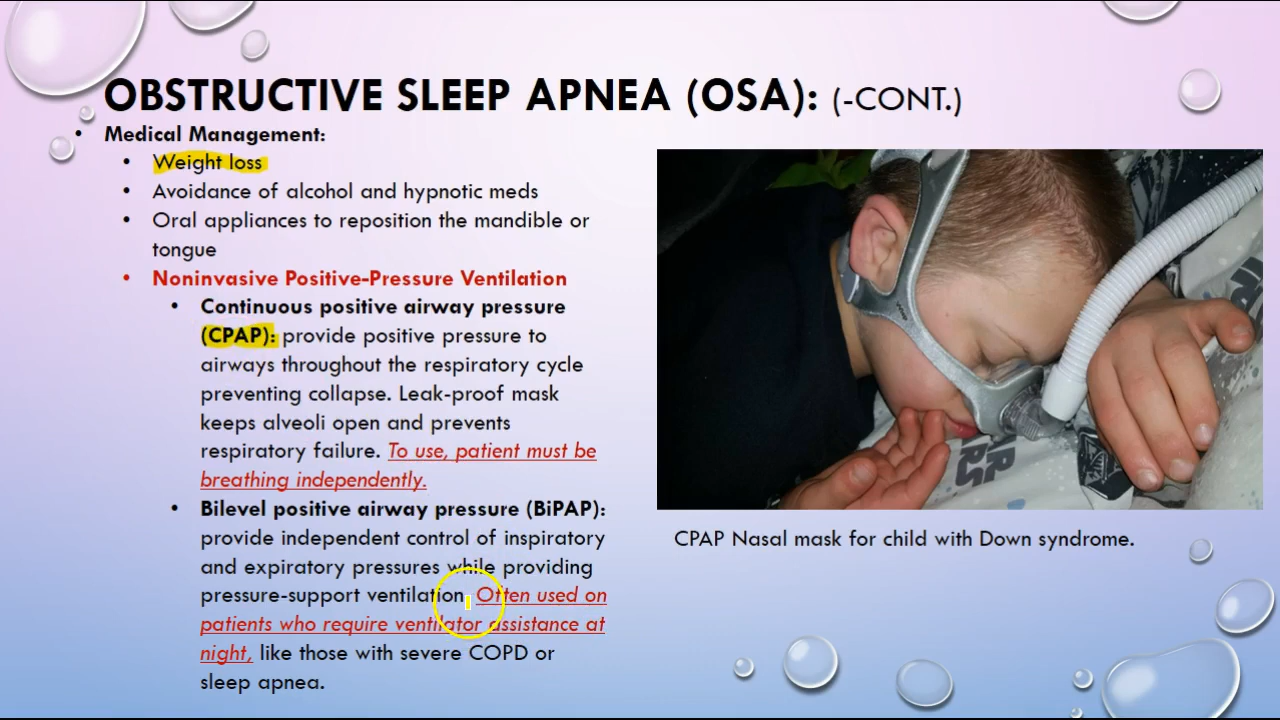 OBSTRUCTIVE SLEEP APNEA (OSA): (-CONT.)
• Medical Management:
• Weight loss
• Avoidance of alcohol and hypnotic meds
• Oral appliances to reposition the mandible or
tongue
• Noninvasive Positive-Pressure Ventilation
• Continuous positive airway pressure
(CPAP): provide positive pressure to
airways throughout the respiratory cycle
preventing collapse. Leak-proof mask
keeps alveoli open and prevents
respiratory failure. To use, patient must be
breathing independently.
• Bilevel positive airway pressure (BiPAP):
provide independent control of inspiratory
and expiratory pressures while providing
pressure-support ventilation. Often used on
patients who require ventilator assistance at
night, like those with severe COPD or
sleep apnea.
CPAP Nasal mask for child with Down syndrome.